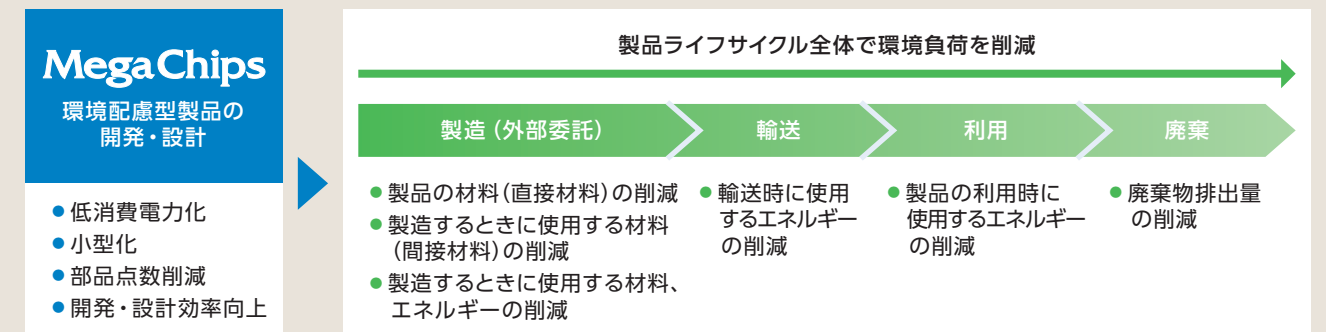 MegaChips
環境配慮型製品の
開発・設計
●低消費電力化
●小型化
●部品点数削減
●開発・設計効率向上
製品ライフサイクル全体で環境負荷を削減
製造（外部委託）
輸送
利用
廃棄
●製品の材料（直接材料）の削減
●製造するときに使用する材料
（間接材料）の削減
●製造するときに使用する材料、
エネルギーの削減
●輸送時に使用
するエネルギー
の削減
●製品の利用時に
使用するエネルギー
の削減
●廃棄物排出量
の削減